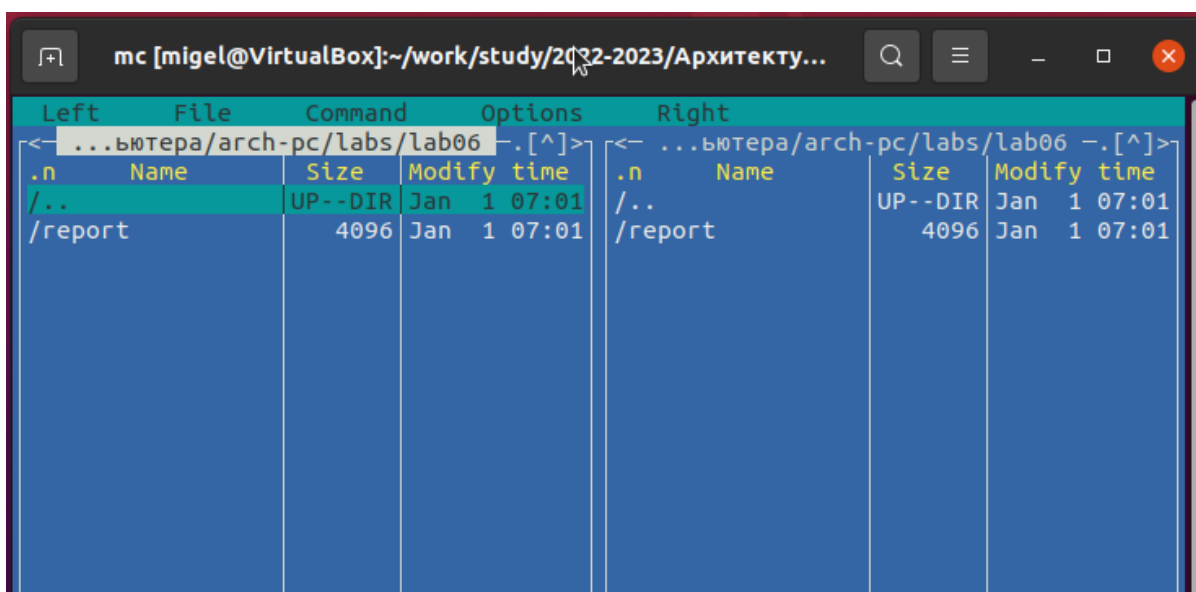 mc [migel@VirtualBox]:~/work/study/2022-2023/Архитекту...
Left File Command Options Right
<─ ...ьютера/arch-pc/labs/lab06 ─.[^]> <─ ...ьютера/arch-pc/labs/lab06 ─.[^]>
.n Name Size Modify time .n Name Size Modify time
/.. UP--DIR Jan 1 07:01 /.. UP--DIR Jan 1 07:01
/report 4096 Jan 1 07:01 /report 4096 Jan 1 07:01